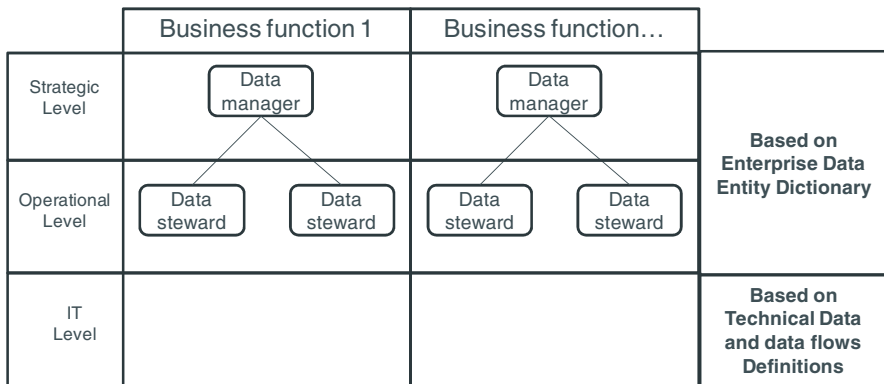 Business function 1
Business function...
Strategic
Level
Data
manager
Data
manager
Based on
Enterprise Data
Entity Dictionary
Operational
Level
Data
steward
Data
steward
Data
steward
Data
steward
IT
Level
Based on
Technical Data
and data flows
Definitions